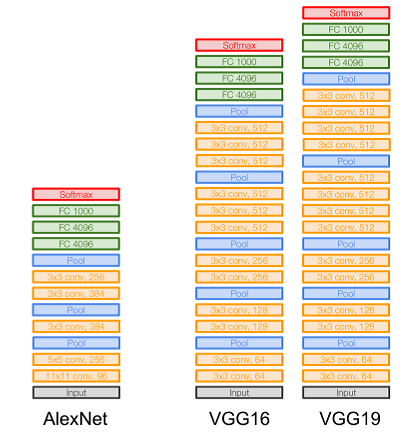 Softmax
FC 1000
FC 4096
FC 4096
Pool
3x3 conv, 256
3x3 conv, 384
Pool
3x3 conv, 384
Pool
5x5 conv, 256
11x11 conv, 96
Input
AlexNet
Softmax
FC 1000
FC 4096
FC 4096
Pool
3x3 conv, 512
3x3 conv, 512
3x3 conv, 512
Pool
3x3 conv, 512
3x3 conv, 512
3x3 conv, 512
Pool
3x3 conv, 256
3x3 conv, 256
Pool
3x3 conv, 128
3x3 conv, 128
Pool
3x3 conv, 64
3x3 conv, 64
Input
VGG16
Softmax
FC 1000
FC 4096
FC 4096
Pool
3x3 conv, 512
3x3 conv, 512
3x3 conv, 512
3x3 conv, 512
Pool
3x3 conv, 512
3x3 conv, 512
3x3 conv, 512
3x3 conv, 512
Pool
3x3 conv, 256
3x3 conv, 256
Pool
3x3 conv, 128
3x3 conv, 128
Pool
3x3 conv, 64
3x3 conv, 64
Input
VGG19